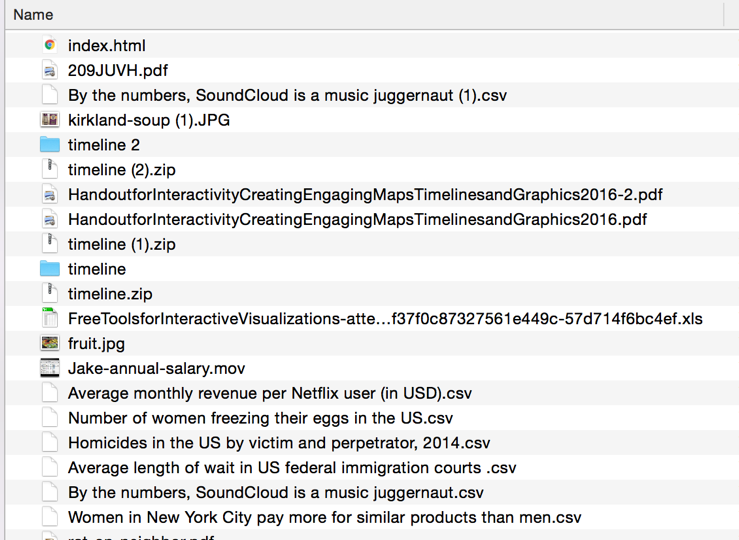 Name
index.html
209JUVH.pdf
By the numbers, SoundCloud is a music juggernaut (1).csv
kirkland-soup (1).JPG
timeline 2
timeline (2).zip
HandoutforInteractivityCreatingEngagingMapsTimelinesandGraphics2016-2.pdf
HandoutforInteractivityCreatingEngagingMapsTimelinesandGraphics2016.pdf
timeline (1).zip
timeline
timeline.zip
FreeToolsforInteractiveVisualizations-atte…f37f0c87327561e449c-57d714f6bc4ef.xls
fruit.jpg
Jake-annual-salary.mov
Average monthly revenue per Netflix user (in USD).csv
Number of women freezing their eggs in the US.csv
Homicides in the US by victim and perpetrator, 2014.csv
Average length of wait in US federal immigration courts .csv
By the numbers, SoundCloud is a music juggernaut.csv
Women in New York City pay more for similar products than men.csv